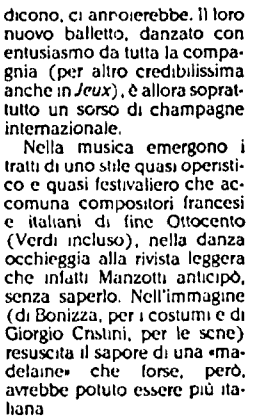 dicono, ci annoierebbe. Il loro
nuovo balletto, danzato con
entusiasmo da tutta la compa-
gnia (per altro credibilissima
anche in Jeux), è allora soprat-
tutto un sorso di champagne
internazionale.
Nella musica emergono i
tratti di uno stile quasi operisti-
co e quasi festivaliero che ac-
comuna compositori francesi
e italiani di fine Ottocento
(Verdi incluso), nella danza
occhieggia alla rivista leggera
che infatti Manzotti anticipò,
senza saperlo. Nell'immagine
(di Bonizza, per i costumi e di
Giorgio Cristini, per le scne)
resuscita il sapore di una «ma-
delaine» che forse, però,
avrebbe potuto essere più ita-
liana